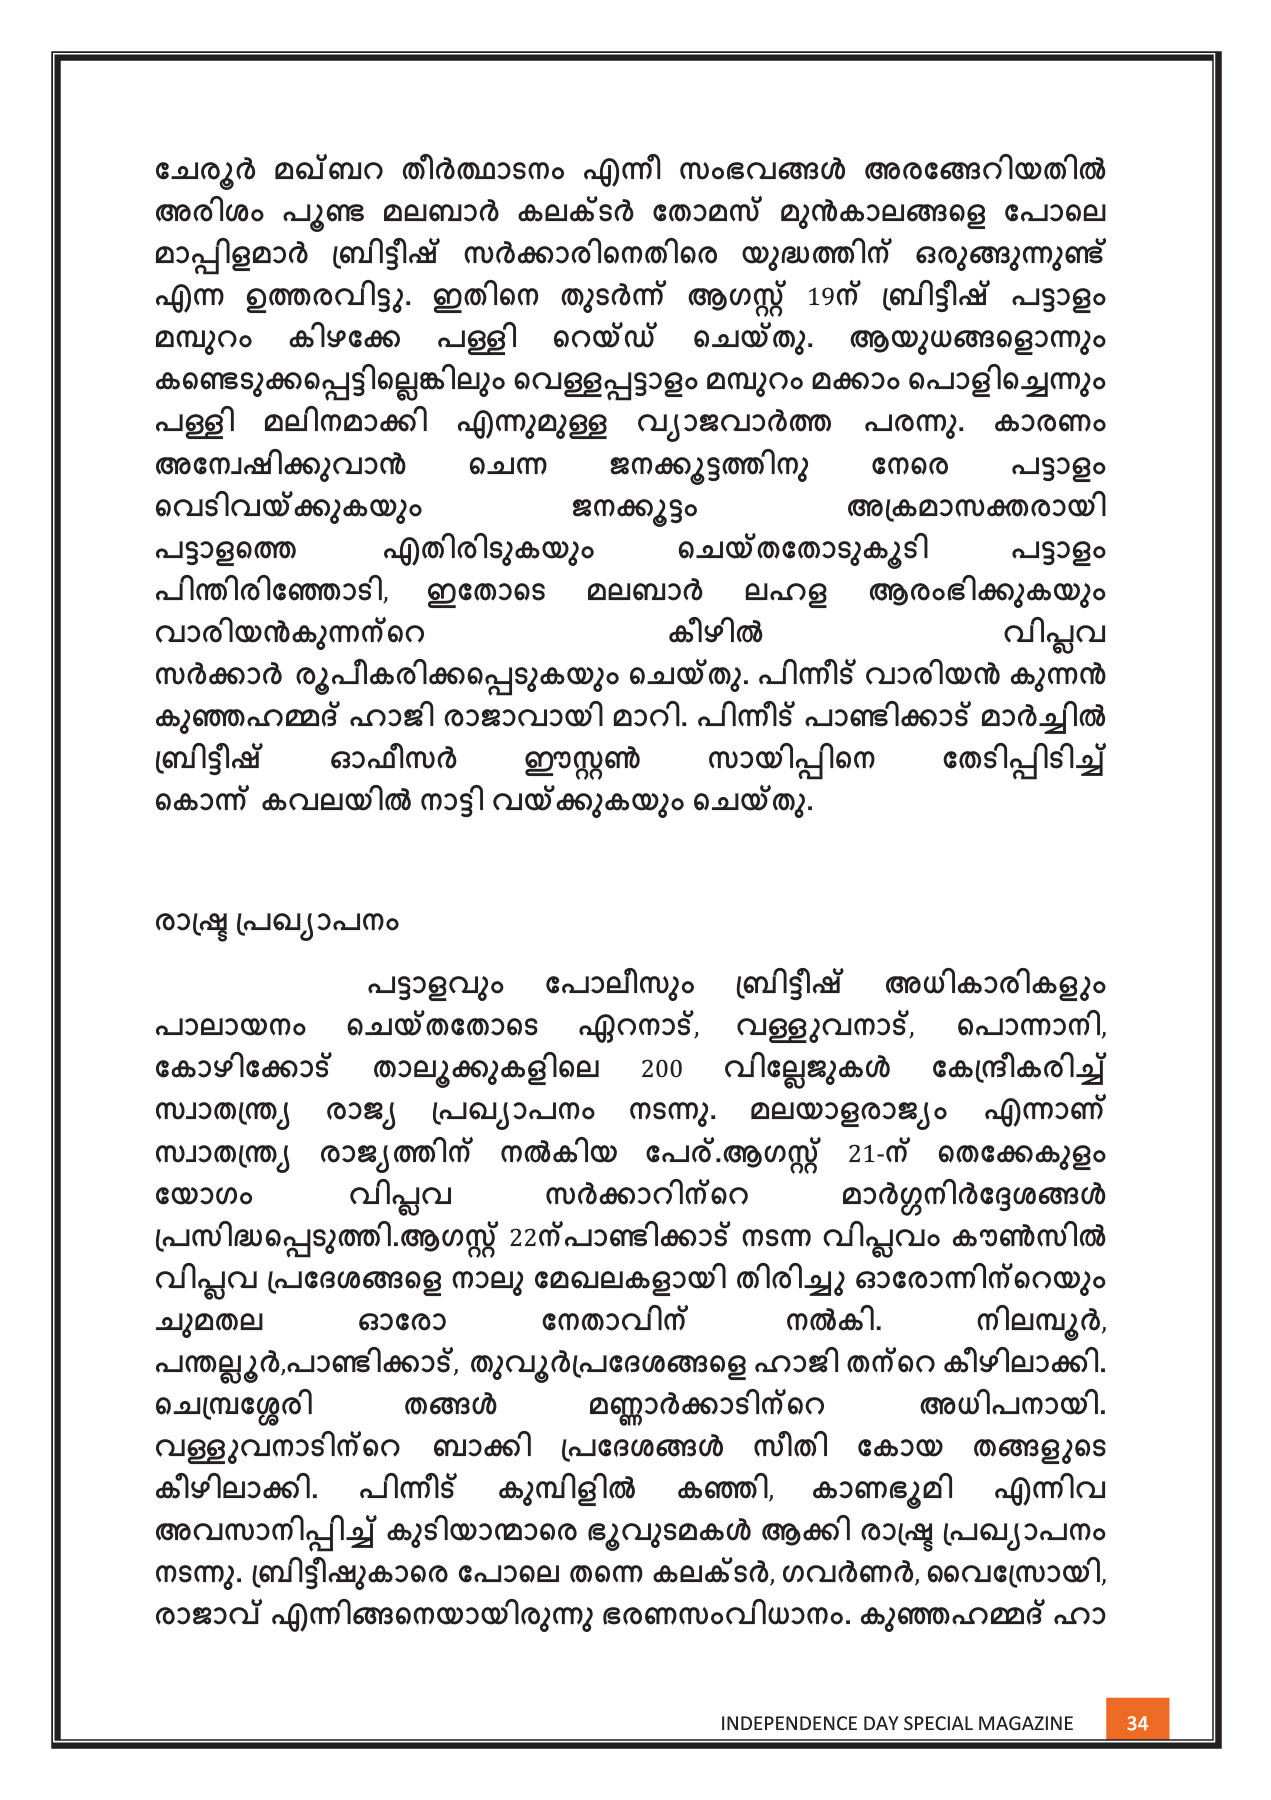 ചേരൂർ മഖ്ബറ തീർത്ഥാടനം എന്നീ സംഭവങ്ങൾ അരങ്ങേറിയതിൽ
അരിശം പൂണ്ട മലബാർ കലക്ടർ തോമസ് മുൻകാലങ്ങളെ പോലെ
മാപ്പിളമാർ ബ്രിട്ടീഷ് സർക്കാരിനെതിരെ യുദ്ധത്തിന് ഒരുങ്ങുന്നുണ്ട്
എന്ന ഉത്തരവിട്ടു. ഇതിനെ തുടർന്ന് ആഗസ്റ്റ് 19ന് ബ്രിട്ടീഷ് പട്ടാളം
മമ്പുറം കിഴക്കേ പള്ളി റെയ്ഡ് ചെയ്തു. ആയുധങ്ങളൊന്നും
കണ്ടെടുക്കപ്പെട്ടില്ലെങ്കിലും വെള്ളപ്പട്ടാളം മമ്പുറം മക്കാം പൊളിച്ചെന്നും
പള്ളി മലിനമാക്കി എന്നുമുള്ള വ്യാജവാർത്ത പരന്നു. കാരണം
അന്വേഷിക്കുവാൻ ചെന്ന ജനക്കൂട്ടത്തിനു നേരെ പട്ടാളം
വെടിവയ്ക്കുകയും ജനക്കൂട്ടം അക്രമാസക്തരായി
പട്ടാളത്തെ എതിരിടുകയും ചെയ്തതോടുകൂടി പട്ടാളം
പിന്തിരിഞ്ഞോടി, ഇതോടെ മലബാർ ലഹള ആരംഭിക്കുകയും
വാരിയൻകുന്നന്റെ കീഴിൽ വിപ്ലവ
സർക്കാർ രൂപീകരിക്കപ്പെടുകയും ചെയ്തു. പിന്നീട് വാരിയൻ കുന്നൻ
കുഞ്ഞഹമ്മദ് ഹാജി രാജാവായി മാറി. പിന്നീട് പാണ്ടിക്കാട് മാർച്ചിൽ
ബ്രിട്ടീഷ് ഓഫീസർ ഈസ്റ്റൺ സായിപ്പിനെ തേടിപ്പിടിച്ച്
കൊന്ന് കവലയിൽ നാട്ടി വയ്ക്കുകയും ചെയ്തു.
രാഷ്ട്ര പ്രഖ്യാപനം
പട്ടാളവും പോലീസും ബ്രിട്ടീഷ് അധികാരികളും
പാലായനം ചെയ്തതോടെ ഏറനാട്, വള്ളുവനാട്, പൊന്നാനി,
കോഴിക്കോട് താലൂക്കുകളിലെ 200 വില്ലേജുകൾ കേന്ദ്രീകരിച്ച്
സ്വാതന്ത്ര്യ രാജ്യ പ്രഖ്യാപനം നടന്നു. മലയാളരാജ്യം എന്നാണ്
സ്വാതന്ത്ര്യ രാജ്യത്തിന് നൽകിയ പേര്.ആഗസ്റ്റ് 21-ന് തെക്കേകുളം
യോഗം വിപ്ലവ സർക്കാറിന്റെ മാർഗ്ഗനിർദ്ദേശങ്ങൾ
പ്രസിദ്ധപ്പെടുത്തി.ആഗസ്റ്റ് 22ന്പാണ്ടിക്കാട് നടന്ന വിപ്ലവം കൗൺസിൽ
വിപ്ലവ പ്രദേശങ്ങളെ നാലു മേഖലകളായി തിരിച്ചു ഓരോന്നിന്റെയും
ചുമതല ഓരോ നേതാവിന് നൽകി. നിലമ്പൂർ,
പന്തല്ലൂർ,പാണ്ടിക്കാട്, തുവൂർപ്രദേശങ്ങളെ ഹാജി തന്റെ കീഴിലാക്കി.
ചെമ്പ്രശ്ശേരി തങ്ങൾ മണ്ണാർക്കാടിന്റെ അധിപനായി.
വള്ളുവനാടിന്റെ ബാക്കി പ്രദേശങ്ങൾ സീതി കോയ തങ്ങളുടെ
കീഴിലാക്കി. പിന്നീട് കുമ്പിളിൽ കഞ്ഞി, കാണഭൂമി എന്നിവ
അവസാനിപ്പിച്ച് കുടിയാന്മാരെ ഭൂവുടമകൾ ആക്കി രാഷ്ട്ര പ്രഖ്യാപനം
നടന്നു. ബ്രിട്ടീഷുകാരെ പോലെ തന്നെ കലക്ടർ, ഗവർണർ, വൈസ്രോയി,
രാജാവ് എന്നിങ്ങനെയായിരുന്നു ഭരണസംവിധാനം. കുഞ്ഞഹമ്മദ് ഹാ
INDEPENDENCE DAY SPECIAL MAGAZINE 34